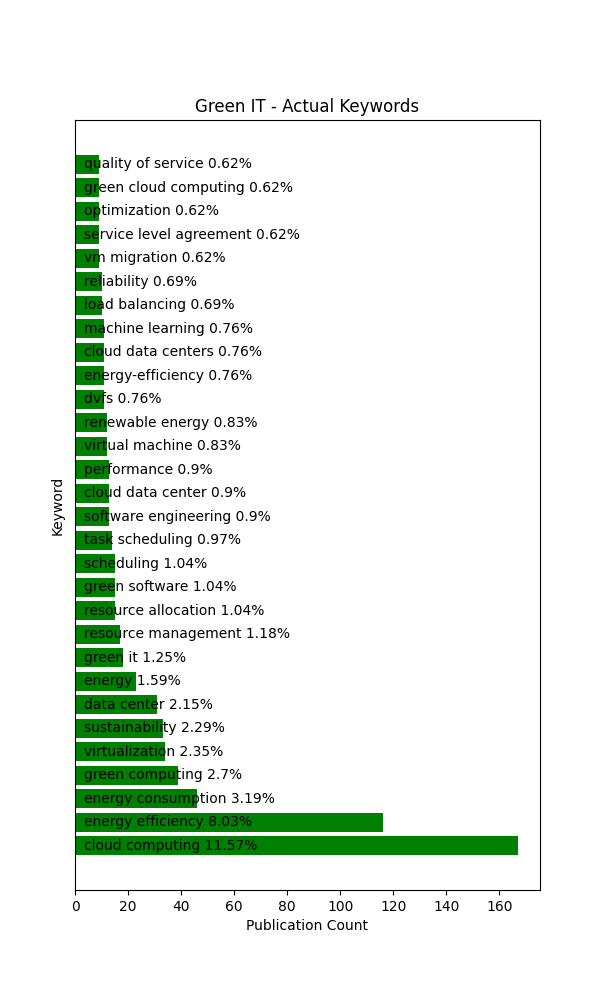 Green IT - Actual Keywords
quality of service 0.62%
green cloud computing 0.62%
optimization 0.62%
service level agreement 0.62%
vm migration 0.62%
reliability 0.69%
load balancing 0.69%
machine learning 0.76%
cloud data centers 0.76%
energy-efficiency 0.76%
dvfs 0.76%
renewable energy 0.83%
virtual machine 0.83%
performance 0.9%
cloud data center 0.9%
software engineering 0.9%
task scheduling 0.97%
scheduling 1.04%
green software 1.04%
resource allocation 1.04%
resource management 1.18%
green it 1.25%
energy 1.59%
data center 2.15%
sustainability 2.29%
virtualization 2.35%
green computing 2.7%
energy consumption 3.19%
energy efficiency 8.03%
cloud computing 11.57%
Keyword
0 20 40 60 80 100 120 140 160
Publication Count